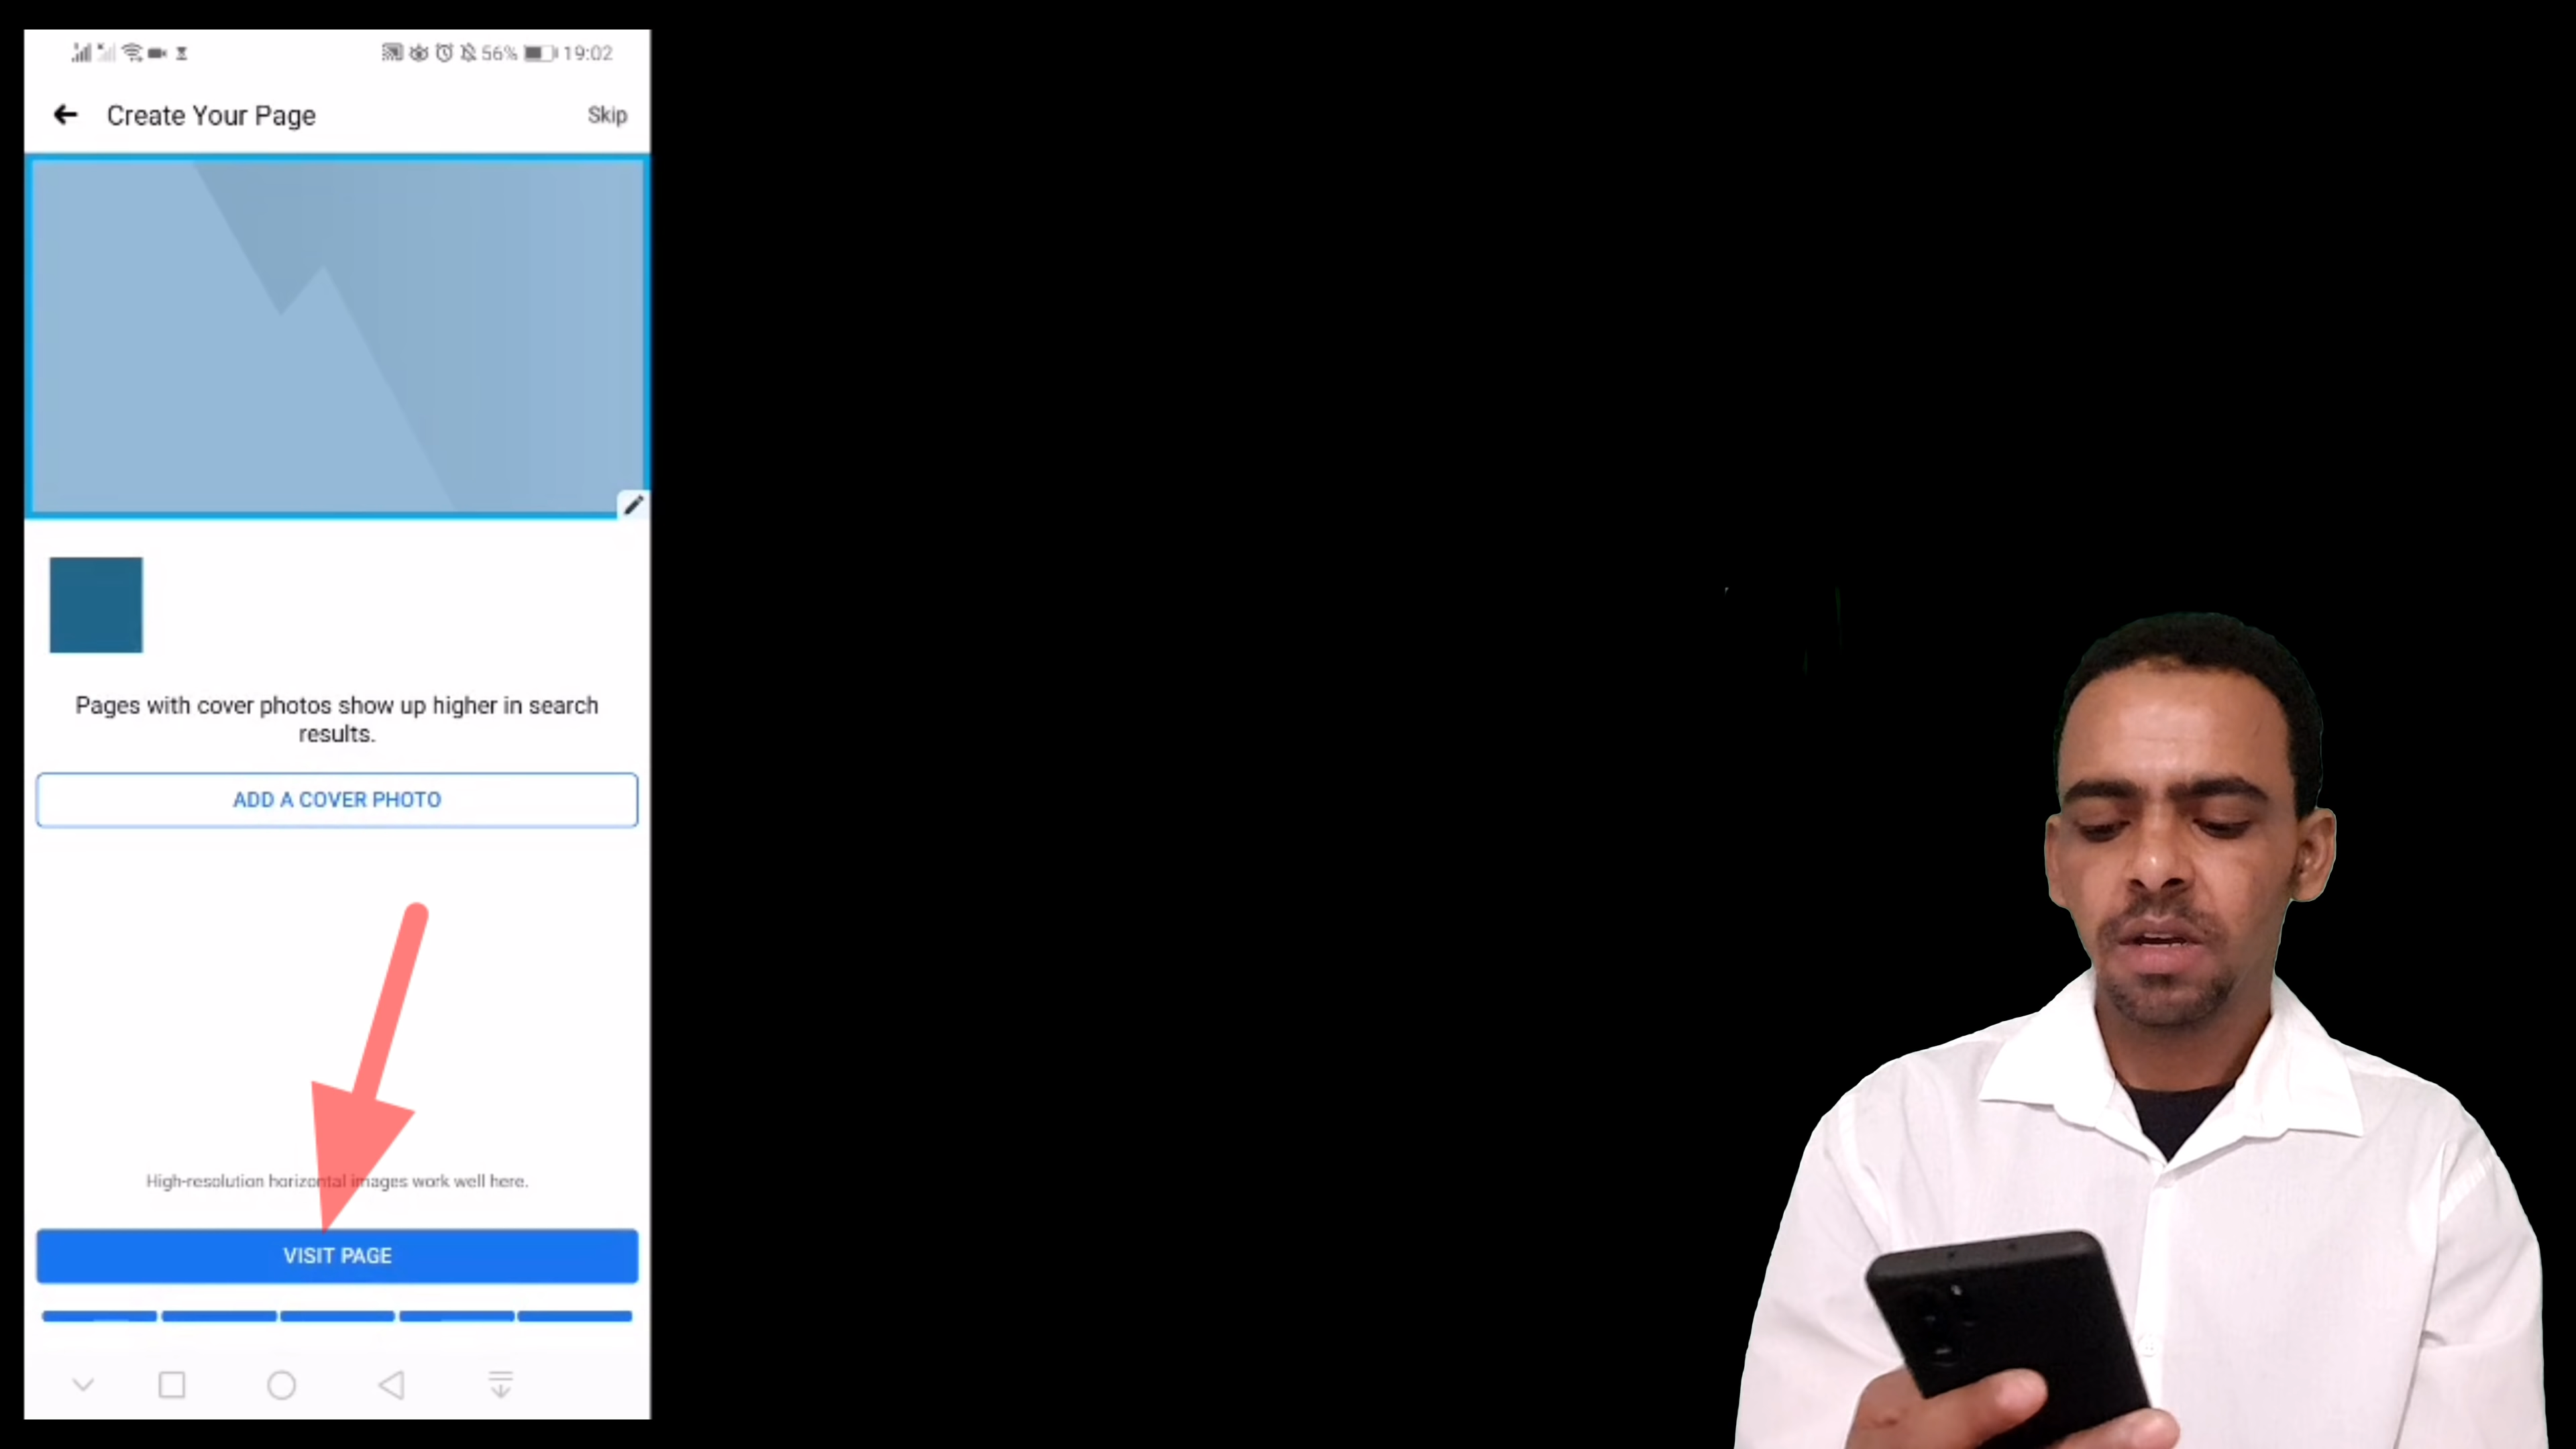 56% 19:02
Create Your Page Skip
Pages with cover photos show up higher in search
results.
ADD A COVER PHOTO
High-resolution horizontal images work well here.
VISIT PAGE